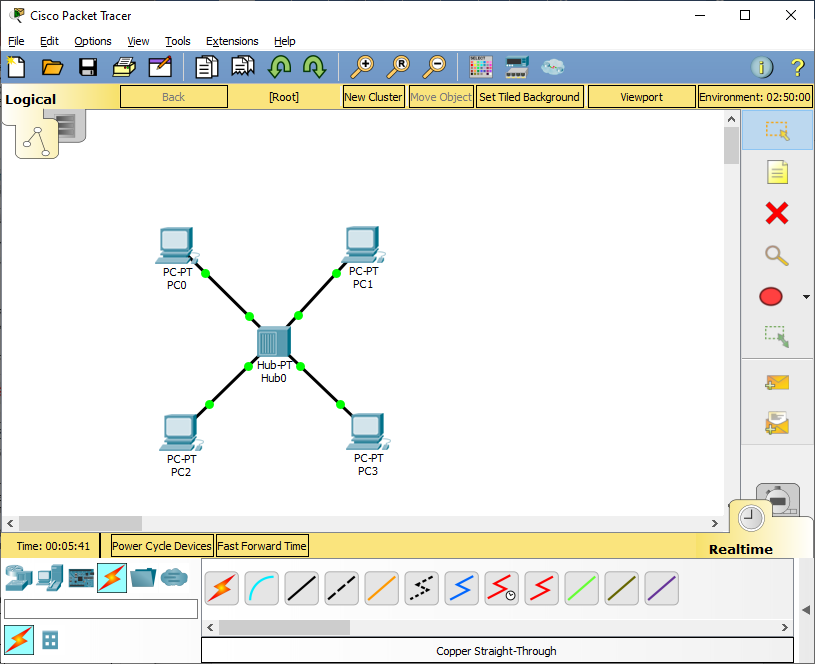 Cisco Packet Tracer
File Edit Options View Tools Extensions Help
Logical
Back
[Root]
New Cluster
Move Object
Set Tiled Background
Viewport
Environment: 02:50:00
PC-PT
PC0
PC-PT
PC1
Hub-PT
Hub0
PC-PT
PC2
PC-PT
PC3
Time: 00:05:41
Power Cycle Devices
Fast Forward Time
Realtime
Copper Straight-Through